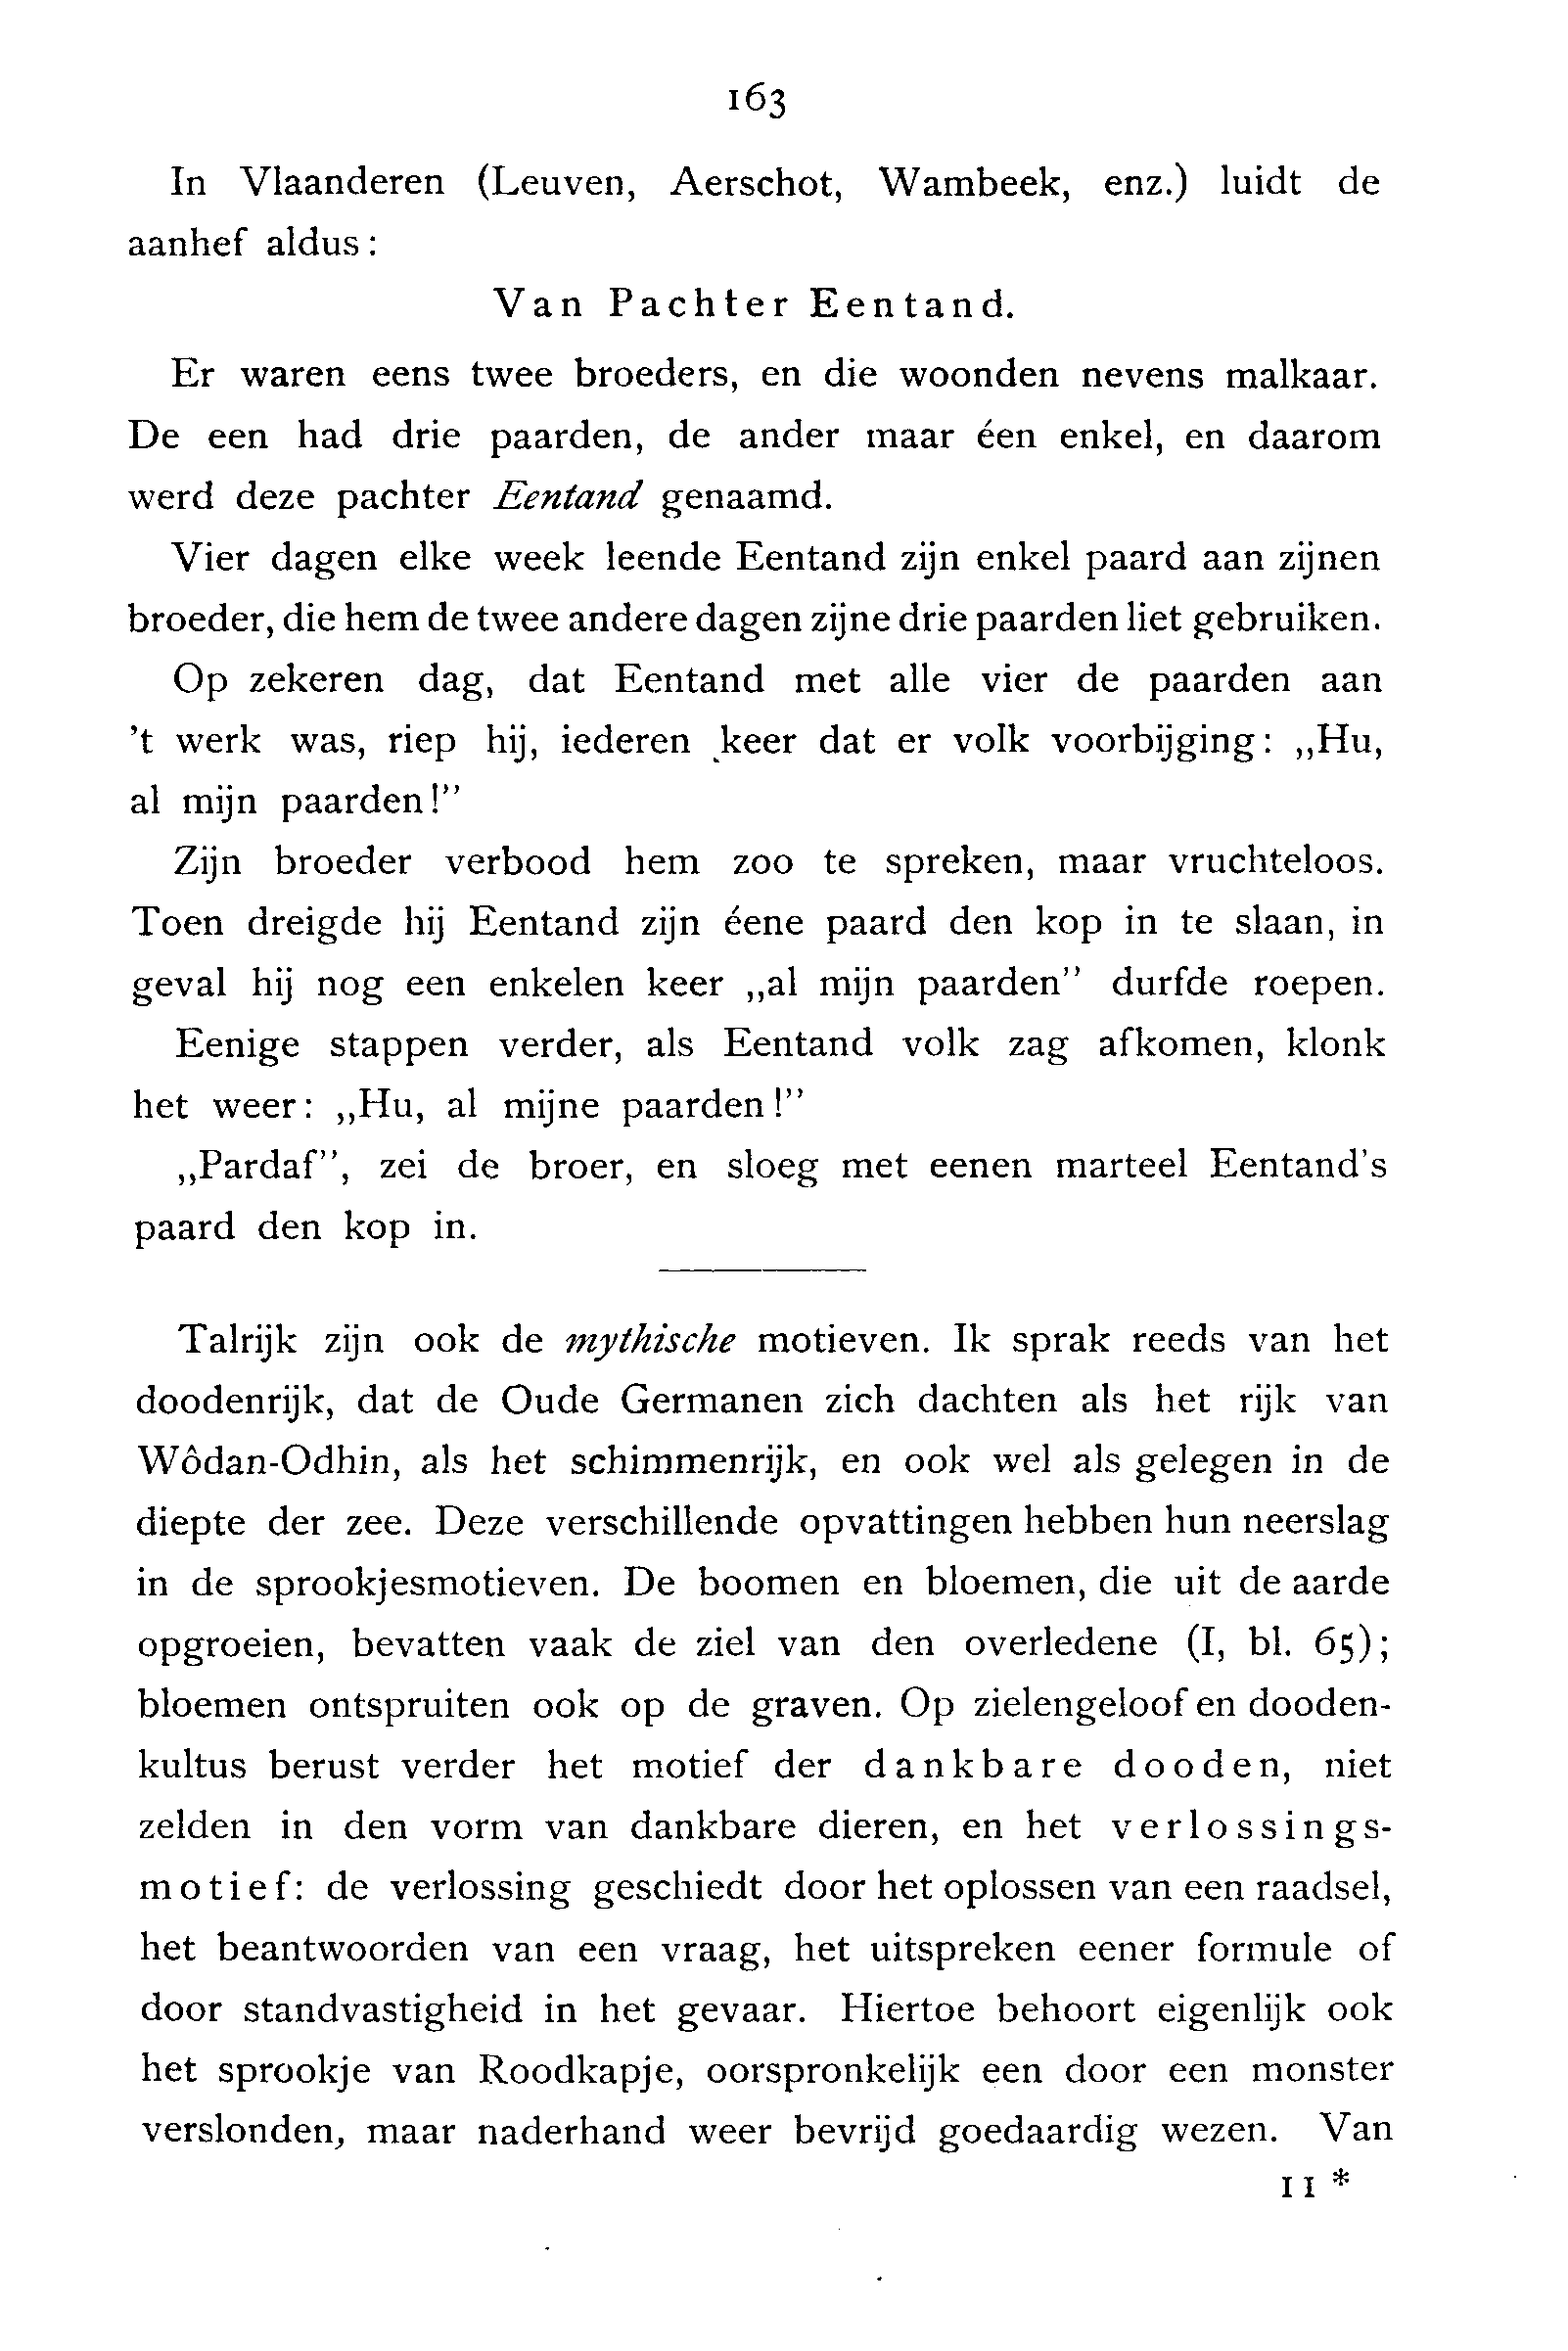 163
In Vlaanderen (Leuven, Aerschot, Wambeek, enz.) luidt de
aanhef aldus:
Van Pachter Eentand.
Er waren eens twee broeders, en die woonden nevens malkaar.
De een had drie paarden, de ander maar éen enkel, en daarom
werd deze pachter Eentand genaamd.
Vier dagen elke week leende Eentand zijn enkel paard aan zijnen
broeder, die hem de twee andere dagen zijne drie paarden liet gebruiken.
Op zekeren dag, dat Eentand met alle vier de paarden aan
't werk was, riep hij, iederen keer dat er volk voorbijging: „Hu,
al mijn paarden!”
Zijn broeder verbood hem zoo te spreken, maar vruchteloos.
Toen dreigde hij Eentand zijn éene paard den kop in te slaan, in
geval hij nog een enkelen keer „al mijn paarden” durfde roepen.
Eenige stappen verder, als Eentand volk zag afkomen, klonk
het weer: „Hu, al mijne paarden!”
„Pardaf”, zei de broer, en sloeg met eenen marteel Eentand's
paard den kop in.
Talrijk zijn ook de mythische motieven. Ik sprak reeds van het
doodenrijk, dat de Oude Germanen zich dachten als het rijk van
Wôdan-Odhin, als het schimmenrijk, en ook wel als gelegen in de
diepte der zee. Deze verschillende opvattingen hebben hun neerslag
in de sprookjesmotieven. De boomen en bloemen, die uit de aarde
opgroeien, bevatten vaak de ziel van den overledene (I, bl. 65);
bloemen ontspruiten ook op de graven. Op zielengeloof en dooden-
kultus berust verder het motief der dankbare dooden, niet
zelden in den vorm van dankbare dieren, en het verlossings-
motief: de verlossing geschiedt door het oplossen van een raadsel,
het beantwoorden van een vraag, het uitspreken eener formule of
door standvastigheid in het gevaar. Hiertoe behoort eigenlijk ook
het sprookje van Roodkapje, oorspronkelijk een door een monster
verslonden, maar naderhand weer bevrijd goedaardig wezen. Van
11*